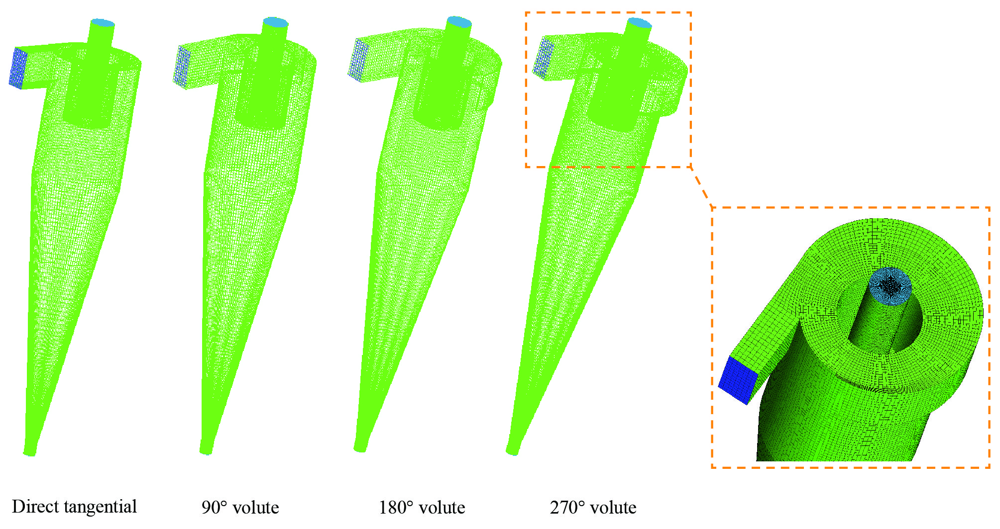 Direct tangential
90° volute
180° volute
270° volute